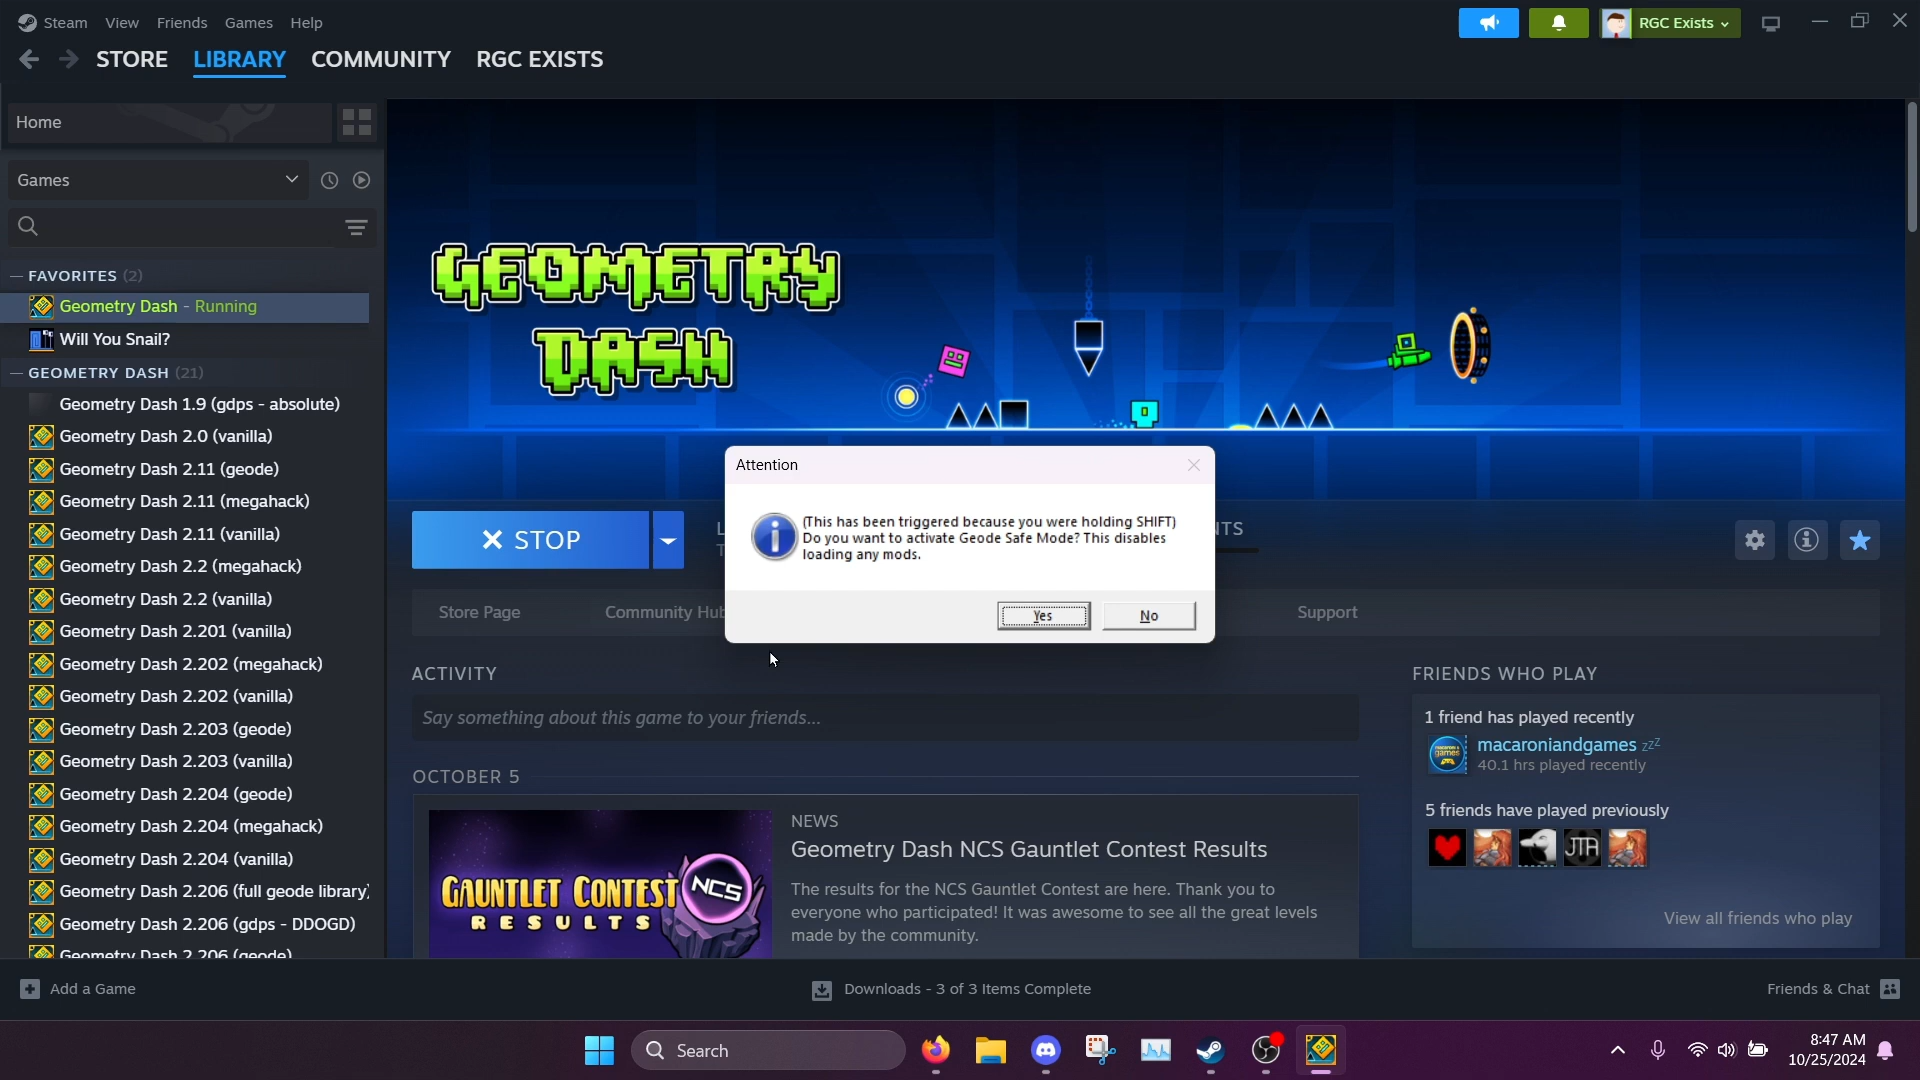 Steam View Friends Games Help
RGC Exists
STORE LIBRARY COMMUNITY RGC EXISTS
Home
Games
— FAVORITES (2)
Geometry Dash - Running
Will You Snail?
— GEOMETRY DASH (21)
Geometry Dash 1.9 (gdps - absolute)
Geometry Dash 2.0 (vanilla)
Geometry Dash 2.11 (geode)
Geometry Dash 2.11 (megahack)
Geometry Dash 2.11 (vanilla)
Geometry Dash 2.2 (megahack)
Geometry Dash 2.2 (vanilla)
Geometry Dash 2.201 (vanilla)
Geometry Dash 2.202 (megahack)
Geometry Dash 2.202 (vanilla)
Geometry Dash 2.203 (geode)
Geometry Dash 2.203 (vanilla)
Geometry Dash 2.204 (geode)
Geometry Dash 2.204 (megahack)
Geometry Dash 2.204 (vanilla)
Geometry Dash 2.206 (full geode library)
Geometry Dash 2.206 (gdps - DDOGD)
Geometry Dash 2.206 (geode)
GEOMETRY
DASH
Attention
(This has been triggered because you were holding SHIFT)
Do you want to activate Geode Safe Mode? This disables
loading any mods.
Yes No
STOP
NTS
Store Page Community Hub Support
ACTIVITY
Say something about this game to your friends...
OCTOBER 5
GAUNTLET CONTEST
RESULTS
NCS
NEWS
Geometry Dash NCS Gauntlet Contest Results
The results for the NCS Gauntlet Contest are here. Thank you to
everyone who participated! It was awesome to see all the great levels
made by the community.
FRIENDS WHO PLAY
1 friend has played recently
macaroniandgames zzZ
40.1 hrs played recently
5 friends have played previously
JTA
View all friends who play
Add a Game
Downloads - 3 of 3 Items Complete
Friends & Chat
Search
8:47 AM
10/25/2024